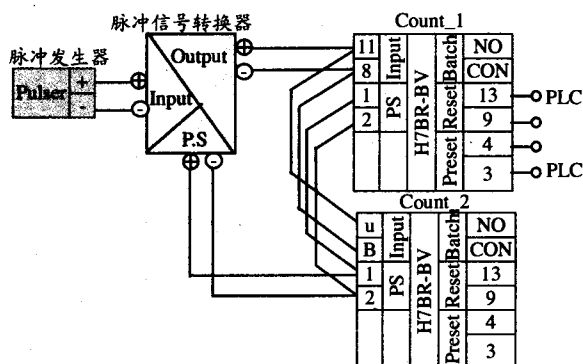 脉冲信号转换器
脉冲发生器
Pulser
+
-
Input
Output
P.S
Count_1
11
8
1
2
Input
PS
H7BR-BV
Batch
Reset
Preset
NO
CON
13
9
4
3
PLC
PLC
Count_2
u
B
1
2
Input
PS
H7BR-BV
Batch
Reset
Preset
NO
CON
13
9
4
3